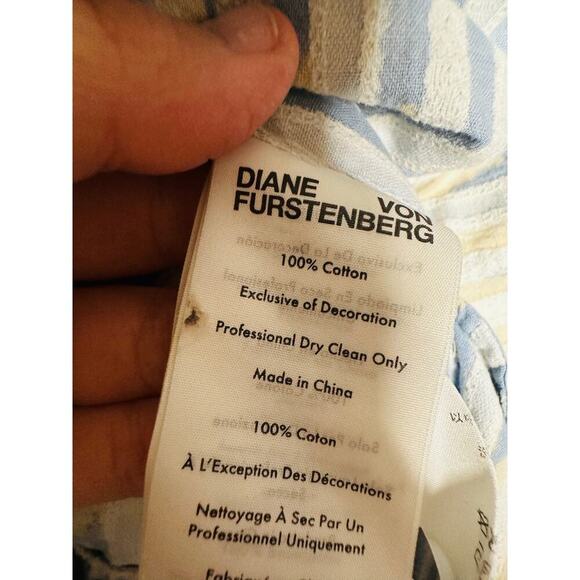 DIANE VON
FURSTENBERG
100% Cotton
Exclusive of Decoration
Professional Dry Clean Only
Made in China
100% Coton
À L'Exception Des Décorations
Nettoyage À Sec Par Un
Professionnel Uniquement